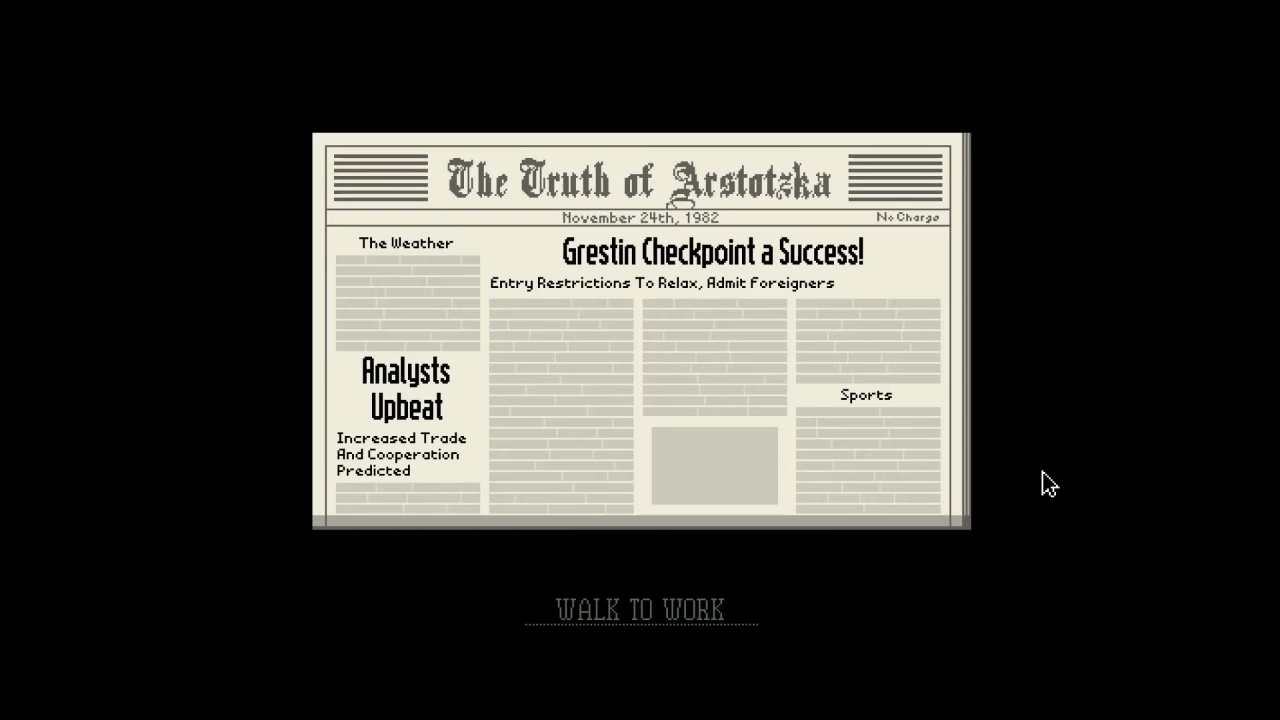 The Truth of Arstotzka
November 24th, 1982
No Charge
The Weather
Analysts
Upbeat
Increased Trade
And Cooperation
Predicted
Grestin Checkpoint a Success!
Entry Restrictions To Relax, Admit Foreigners
Sports
WALK TO WORK